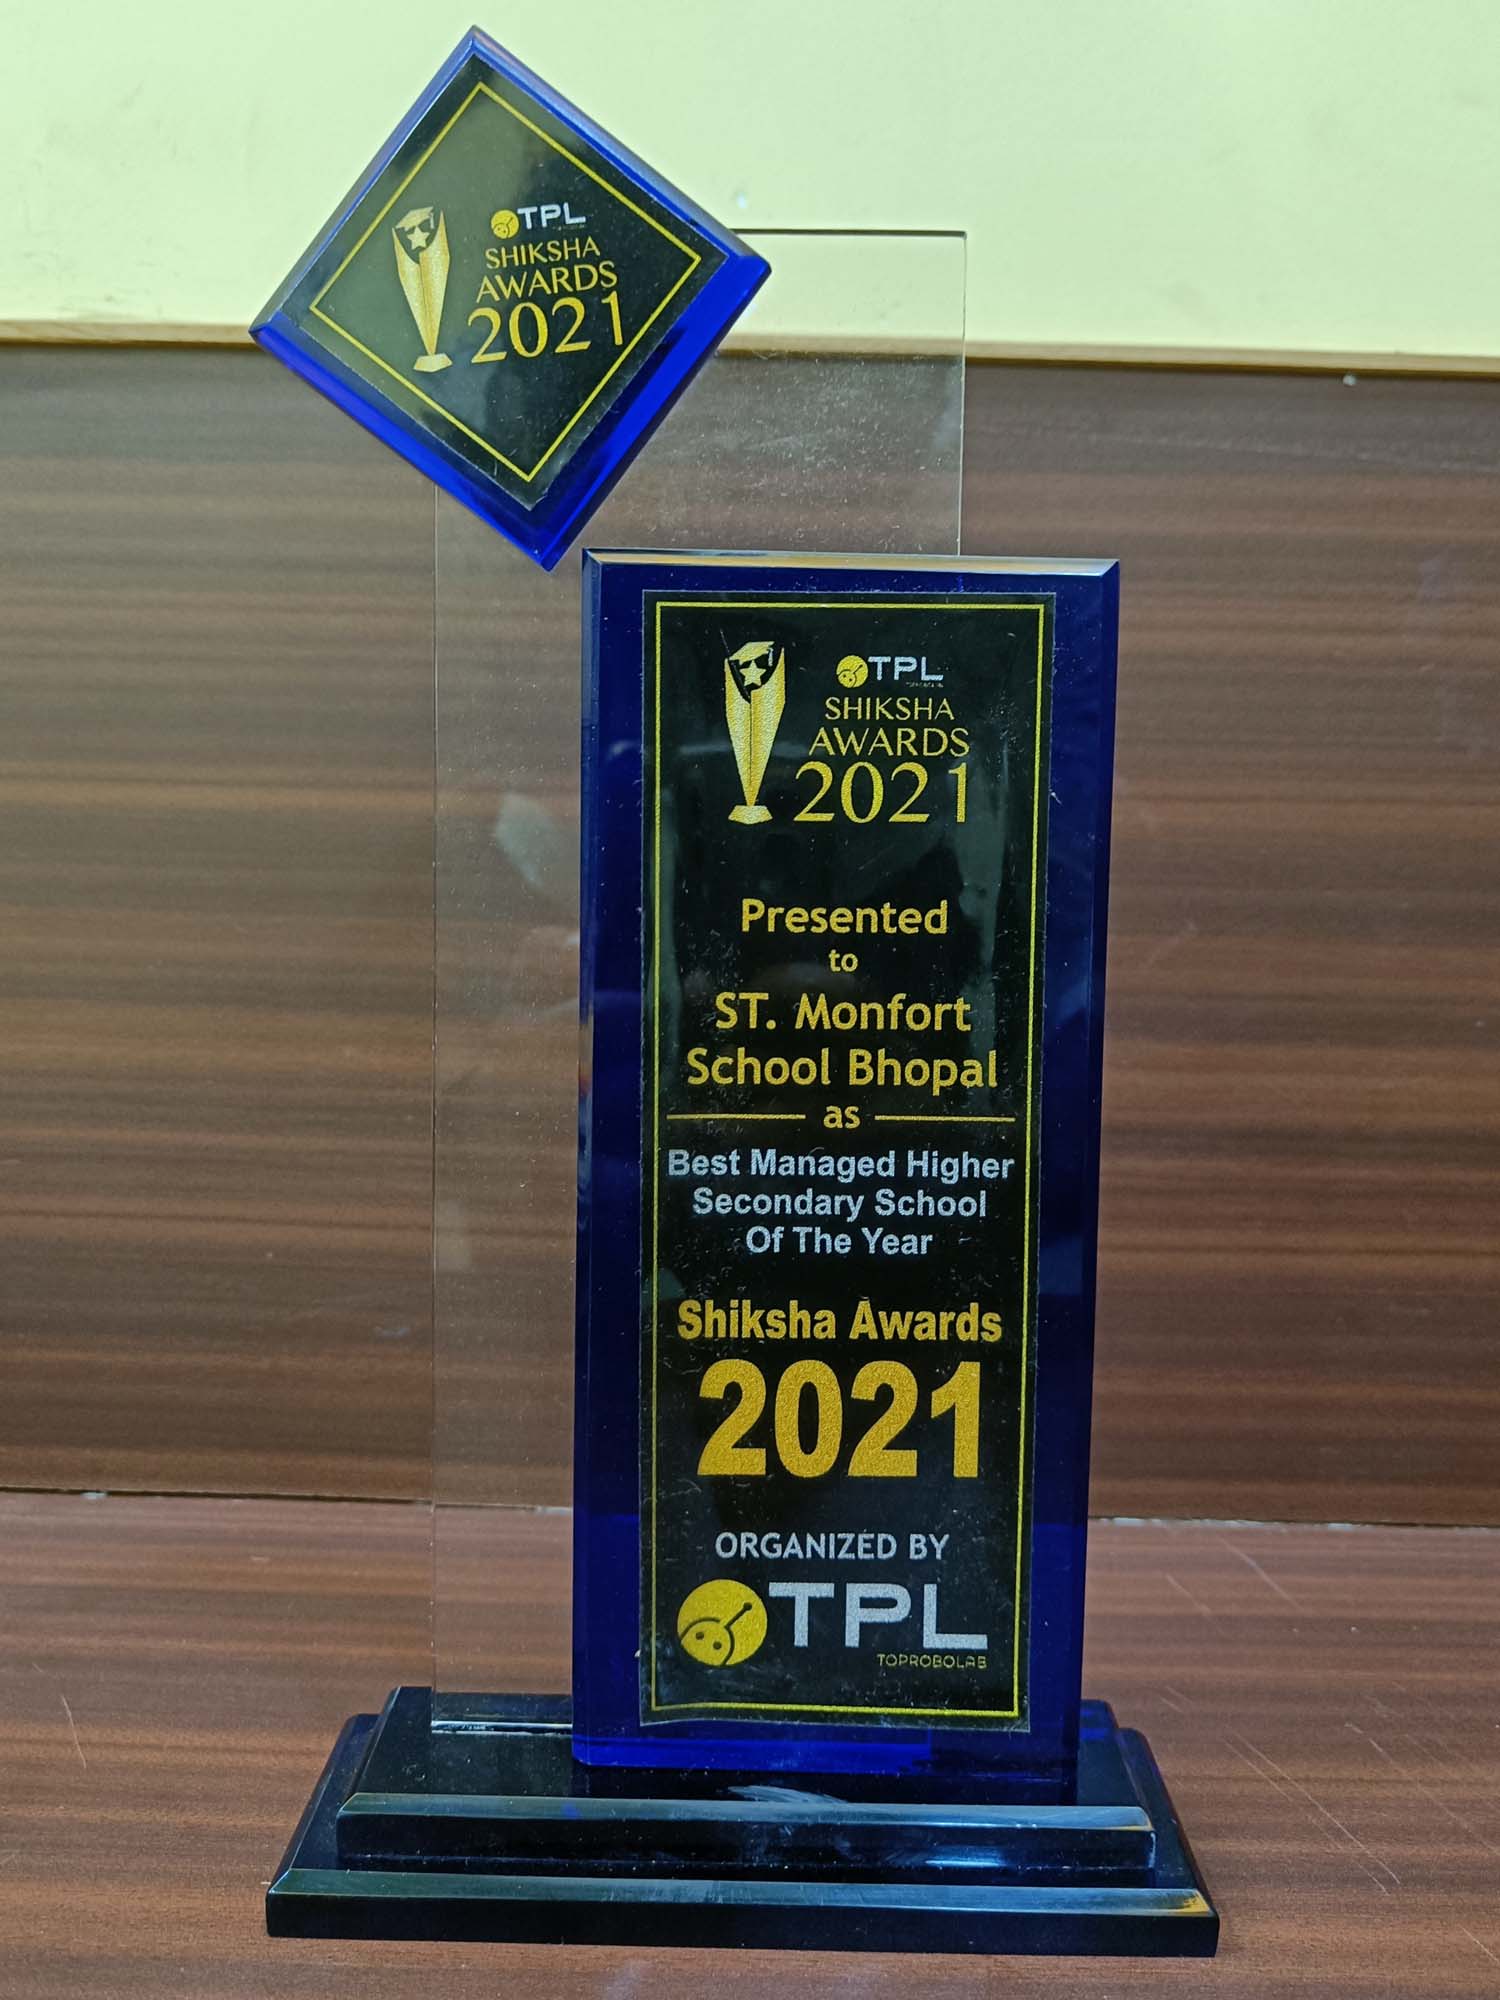 TPL
SHIKSHA
AWARDS
2021
TPL
SHIKSHA
AWARDS
2021
Presented
to
ST. Monfort
School Bhopal
as
Best Managed Higher
Secondary School
Of The Year
Shiksha Awards
2021
ORGANIZED BY
TPL
TOPROBOLAB